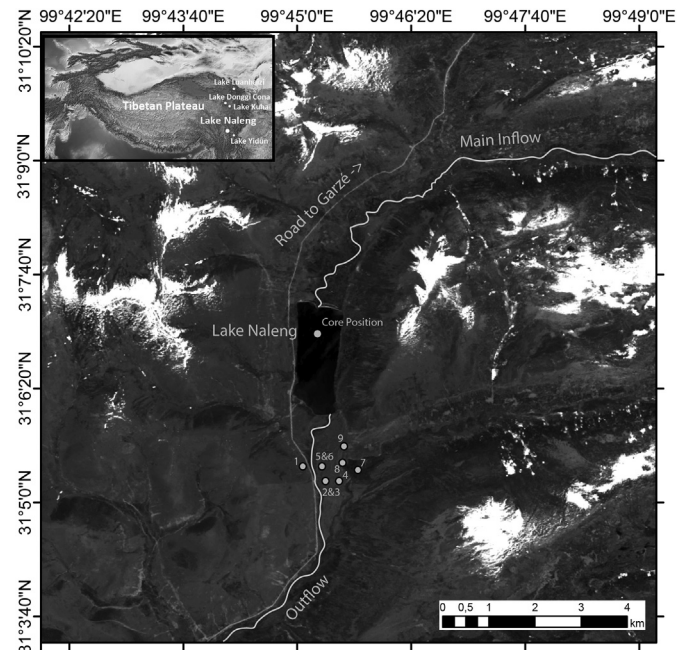 99°42'20"E 99°43'40"E 99°45'0"E 99°46'20"E 99°47'40"E 99°49'0"E
31°10'20"N
31°9'0"N
31°7'40"N
31°6'20"N
31°5'0"N
31°3'40"N
Lake Donggi Cona
Tibetan Plateau
Lake Kuhai
Lake Naleng
Lake Yidun
Main Inflow
Road to Garzê ->
Lake Naleng
Core Position
9
1
5&6
8
7
4
2&3
Outflow
0 0,5 1 2 3 4
km